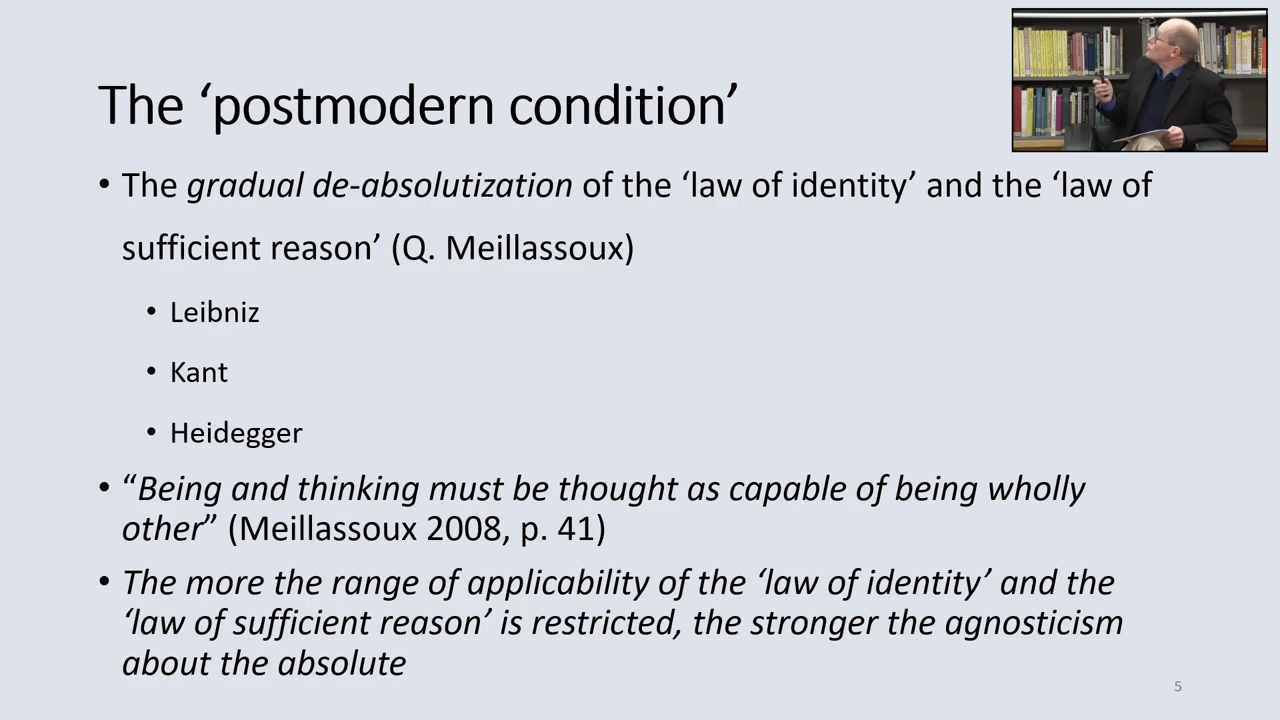 The ‘postmodern condition’
• The gradual de-absolutization of the ‘law of identity’ and the ‘law of
sufficient reason’ (Q. Meillassoux)
• Leibniz
• Kant
• Heidegger
• “Being and thinking must be thought as capable of being wholly
other” (Meillassoux 2008, p. 41)
• The more the range of applicability of the ‘law of identity’ and the
‘law of sufficient reason’ is restricted, the stronger the agnosticism
about the absolute
5